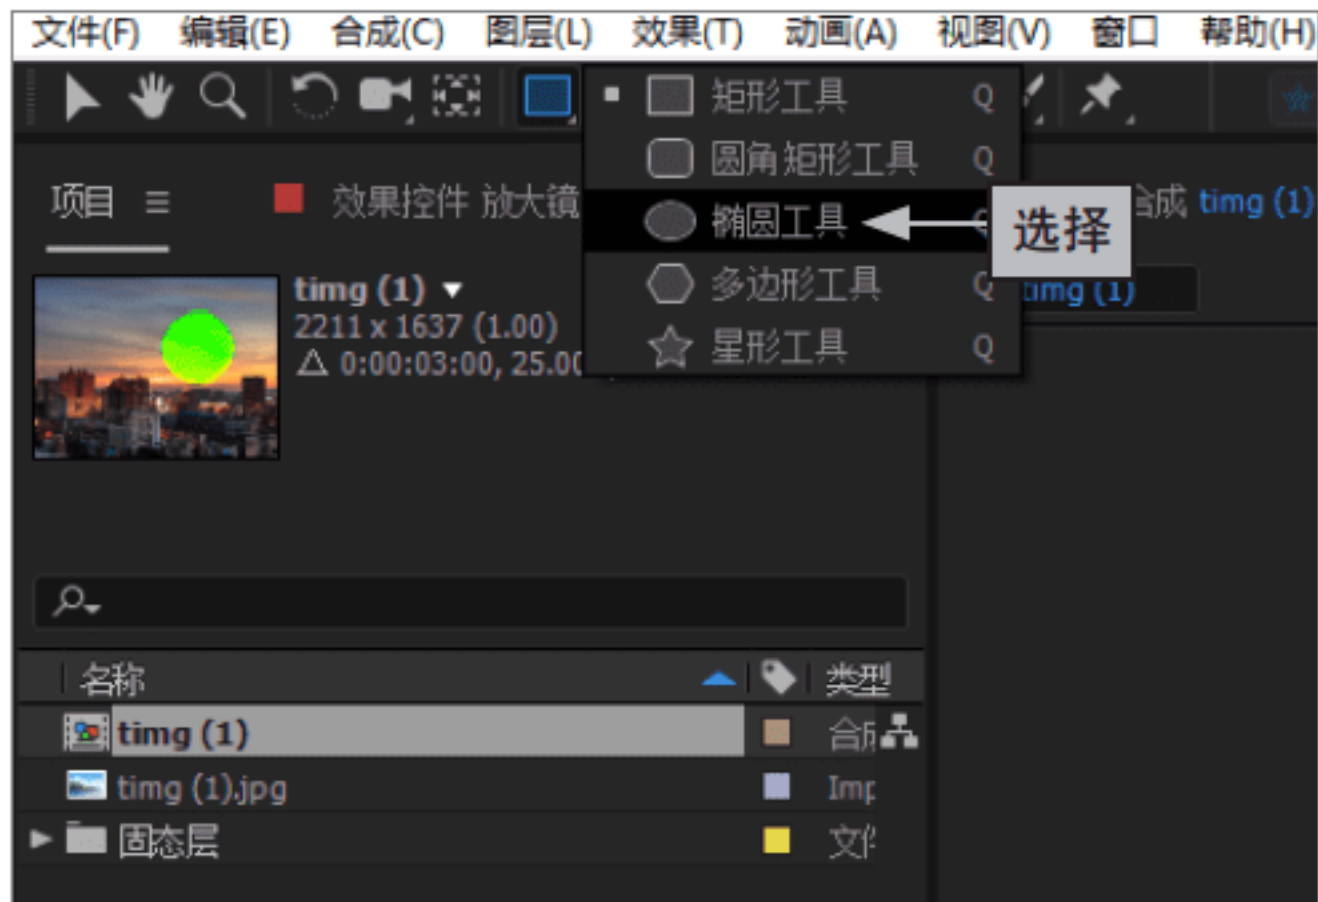 文件(F) 编辑(E) 合成(C) 图层(L) 效果(T) 动画(A) 视图(V) 窗口 帮助(H)
矩形工具 Q
圆角矩形工具 Q
椭圆工具
选择
多边形工具 Q
星形工具 Q
项目
效果控件 放大镜
合成 timg (1)
timg (1)
timg (1)
2211 x 1637 (1.00)
Δ 0:00:03:00, 25.00
名称 类型
timg (1) 合成
timg (1).jpg Imp
固态层 文件